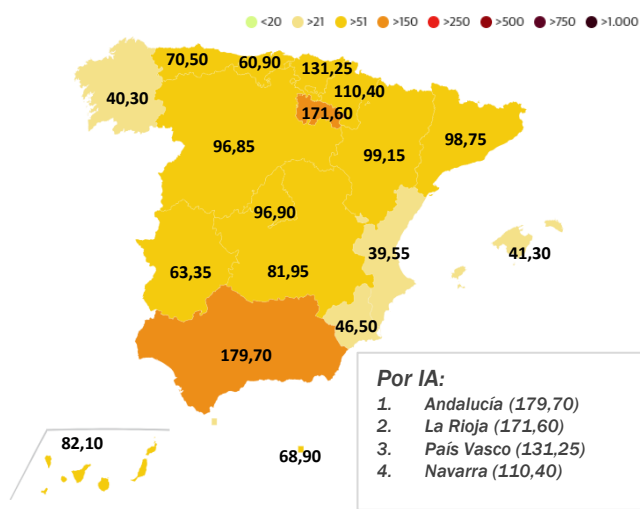 <20 >21 >51 >150 >250 >500 >750 >1.000
70,50 60,90 131,25
40,30 110,40
171,60
96,85 99,15 98,75
96,90
63,35 81,95 39,55 41,30
46,50
179,70
82,10 68,90
Por IA:
1. Andalucía (179,70)
2. La Rioja (171,60)
3. País Vasco (131,25)
4. Navarra (110,40)